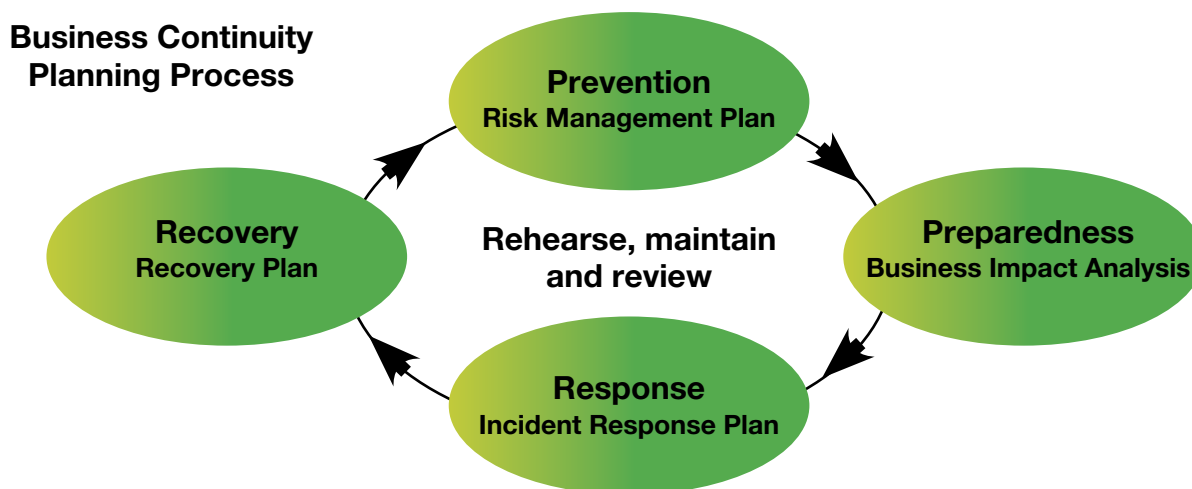 Business Continuity
Planning Process
Prevention
Risk Management Plan
Recovery
Recovery Plan
Rehearse, maintain
and review
Preparedness
Business Impact Analysis
Response
Incident Response Plan